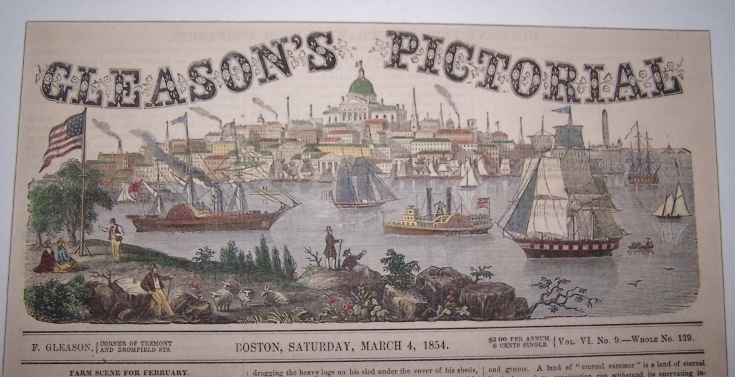 GLEASON'S PICTORIAL
F. GLEASON, { CORNER OF TREMONT
AND BROMFIELD STS.
BOSTON, SATURDAY, MARCH 4, 1854.
$3 00 PER ANNUM.
6 CENTS SINGLE. } VOL. VI. No. 9.—WHOLE No. 139.
FARM SCENE FOR FEBRUARY.
dragging the heavy logs on his sled under the cover of his sheds,
and genius. A land of "eternal summer" is a land of eternal